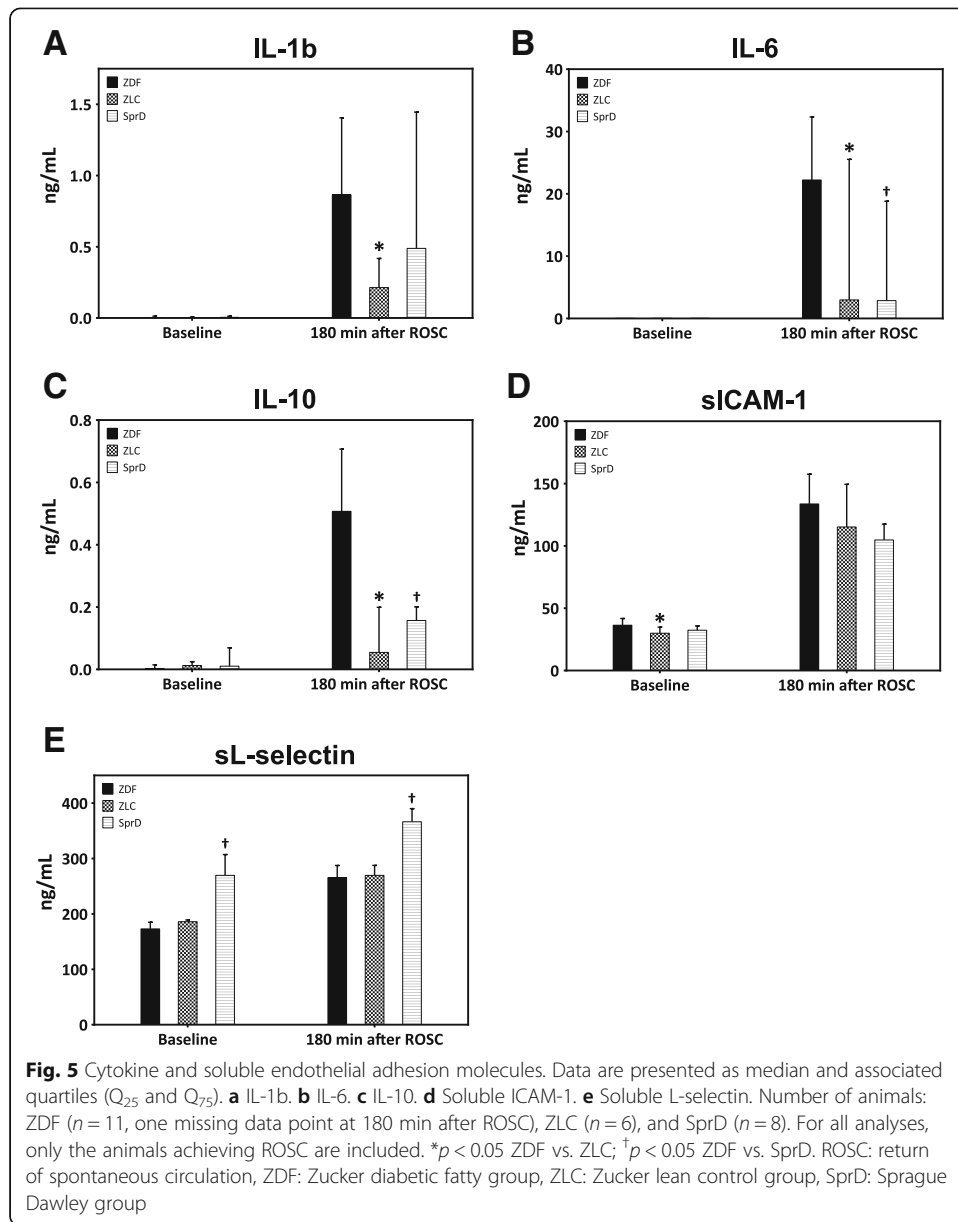 A
IL-1b
ZDF
ZLC
SprD
ng/mL
1.5
1.0
0.5
0.0
Baseline
180 min after ROSC
B
IL-6
ZDF
ZLC
SprD
ng/mL
40
30
20
10
0
*
†
Baseline
180 min after ROSC
*
C
IL-10
ZDF
ZLC
SprD
ng/mL
0.8
0.6
0.4
0.2
0.0
*
†
Baseline
180 min after ROSC
D
sICAM-1
ZDF
ZLC
SprD
ng/mL
200
150
100
50
0
*
Baseline
180 min after ROSC
E
sL-selectin
ZDF
ZLC
SprD
ng/mL
400
300
200
100
0
†
†
Baseline
180 min after ROSC
Fig. 5 Cytokine and soluble endothelial adhesion molecules. Data are presented as median and associated
quartiles (Q25 and Q75). a IL-1b. b IL-6. c IL-10. d Soluble ICAM-1. e Soluble L-selectin. Number of animals:
ZDF (n = 11, one missing data point at 180 min after ROSC), ZLC (n = 6), and SprD (n = 8). For all analyses,
only the animals achieving ROSC are included. *p < 0.05 ZDF vs. ZLC; †p < 0.05 ZDF vs. SprD. ROSC: return
of spontaneous circulation, ZDF: Zucker diabetic fatty group, ZLC: Zucker lean control group, SprD: Sprague
Dawley group